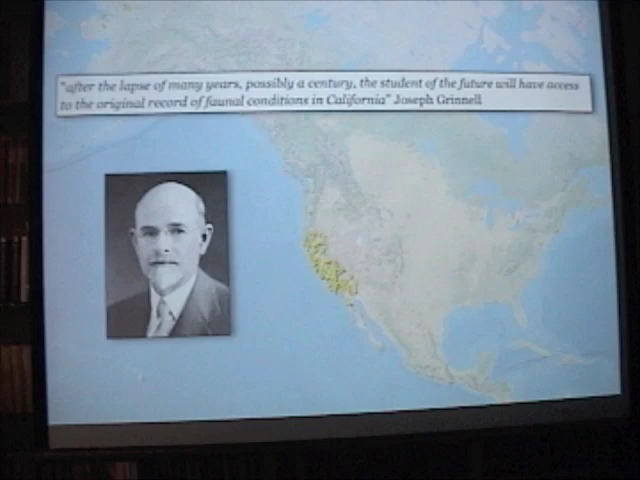 "after the lapse of many years, possibly a century, the student of the future will have access
to the original record of faunal conditions in California" Joseph Grinnell